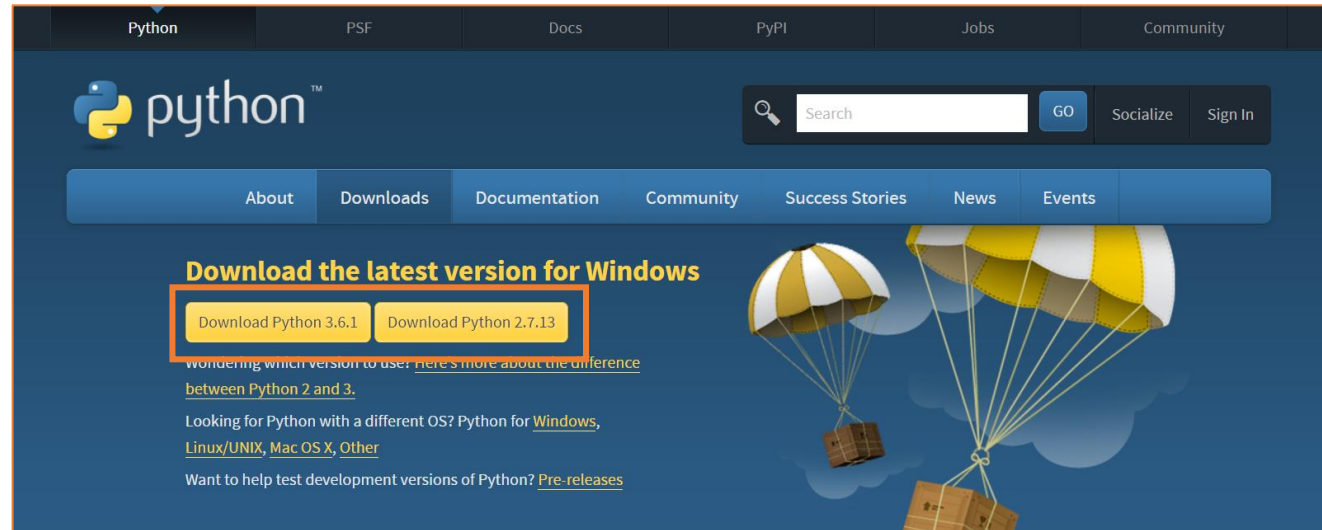 Python PSF Docs PyPI Jobs Community
python™
Search GO Socialize Sign In
About Downloads Documentation Community Success Stories News Events
Download the latest version for Windows
Download Python 3.6.1 Download Python 2.7.13
Wondering which version to use? Here's more about the difference
between Python 2 and 3.
Looking for Python with a different OS? Python for Windows,
Linux/UNIX, Mac OS X, Other
Want to help test development versions of Python? Pre-releases